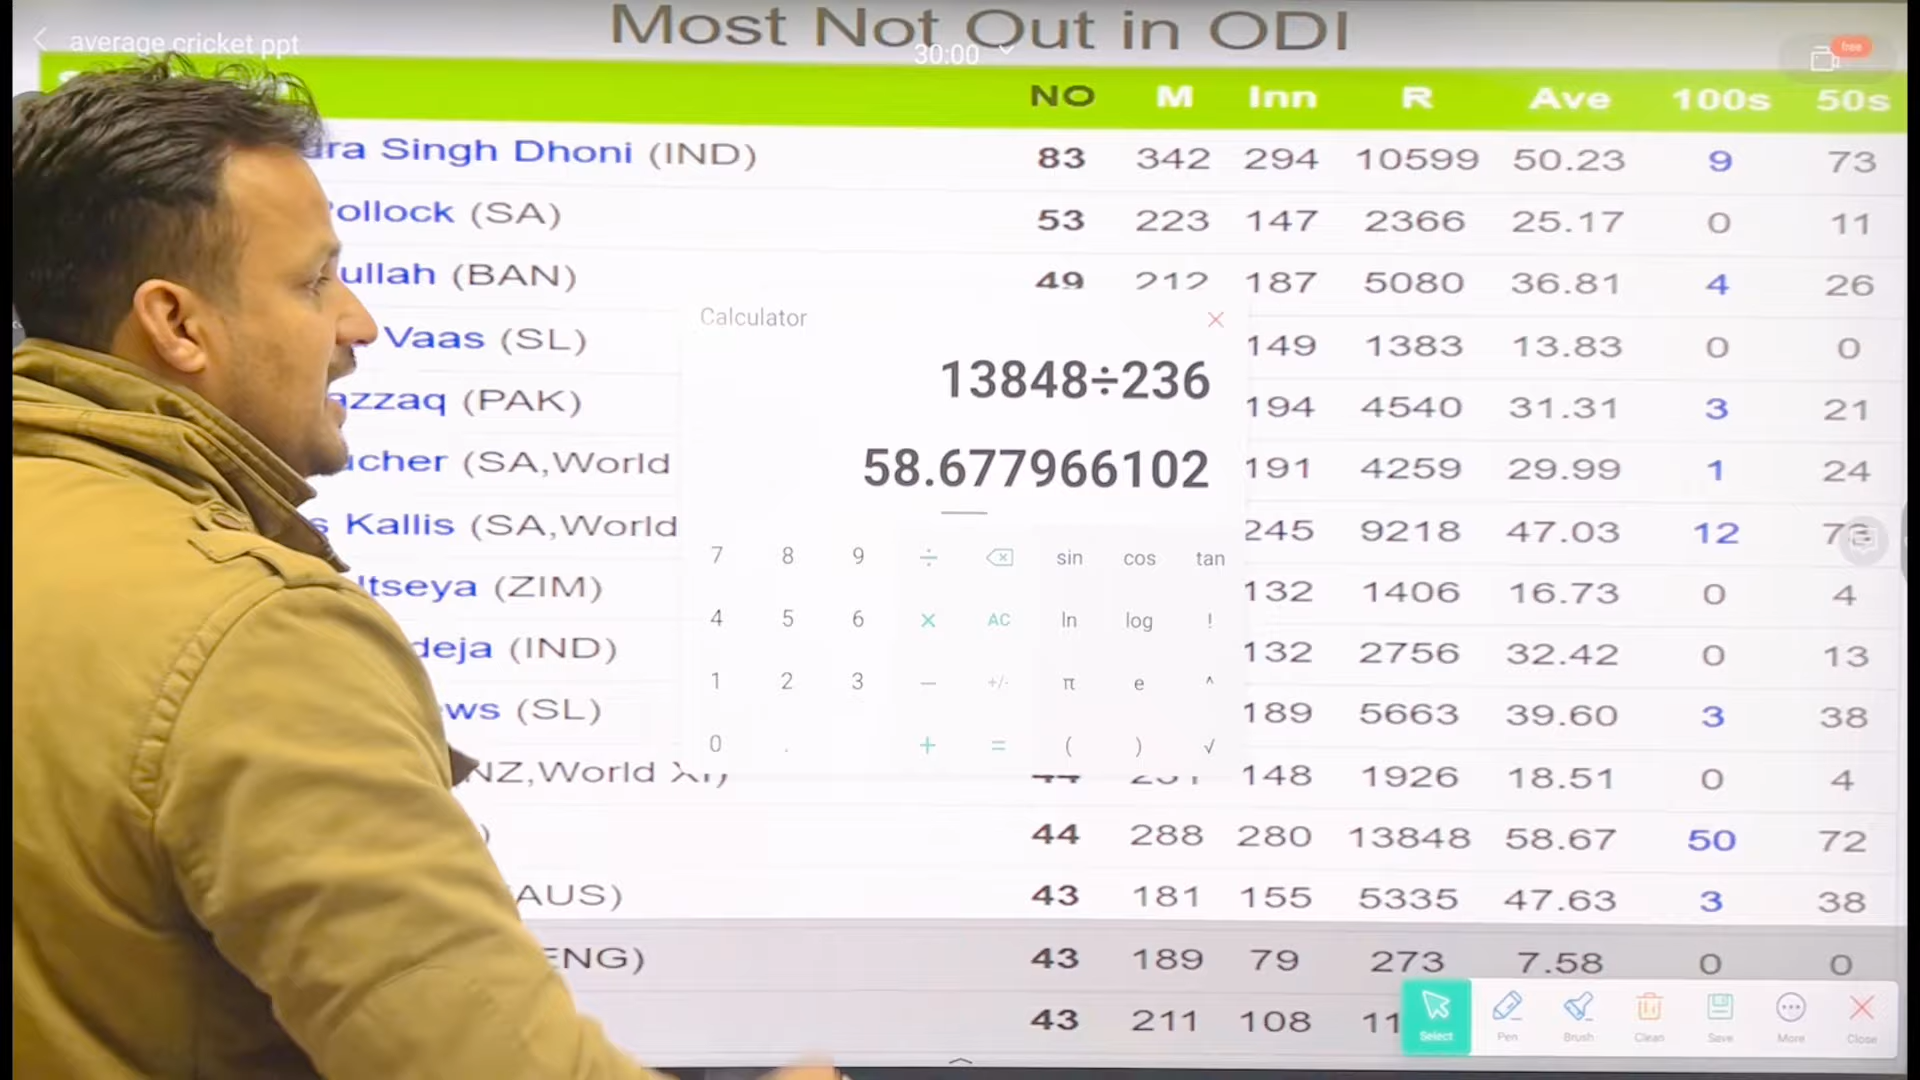 Most Not Out in ODI
average cricket ppt
30:00
free
NO M Inn R Ave 100s 50s
Singh Dhoni (IND) 83 342 294 10599 50.23 9 73
(SA) 53 223 147 2366 25.17 0 11
(BAN) 49 212 187 5080 36.81 4 26
Vaas (SL) 149 1383 13.83 0 0
(PAK) 194 4540 31.31 3 21
(SA,World 191 4259 29.99 1 24
Kallis (SA,World 245 9218 47.03 12
(ZIM) 132 1406 16.73 0 4
(IND) 132 2756 32.42 0 13
(SL) 189 5663 39.60 3 38
NZ,World XI) 44 148 1926 18.51 0 4
44 288 280 13848 58.67 50 72
AUS) 43 181 155 5335 47.63 3 38
ENG) 43 189 79 273 7.58 0 0
43 211 108 11
Calculator
13848÷236
58.677966102
7 8 9 ÷ sin cos tan
4 5 6 × AC ln log !
1 2 3 – +/- π e ^
0 . + = ( ) √
Select Pen Brush Clean Save More Close